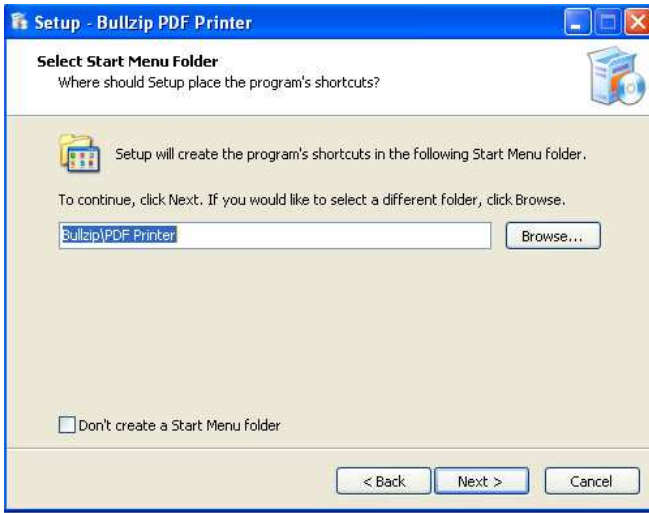 Setup - Bullzip PDF Printer
Select Start Menu Folder
Where should Setup place the program's shortcuts?
Setup will create the program's shortcuts in the following Start Menu folder.
To continue, click Next. If you would like to select a different folder, click Browse.
Bullzip\PDF Printer
Browse...
Don't create a Start Menu folder
< Back
Next >
Cancel